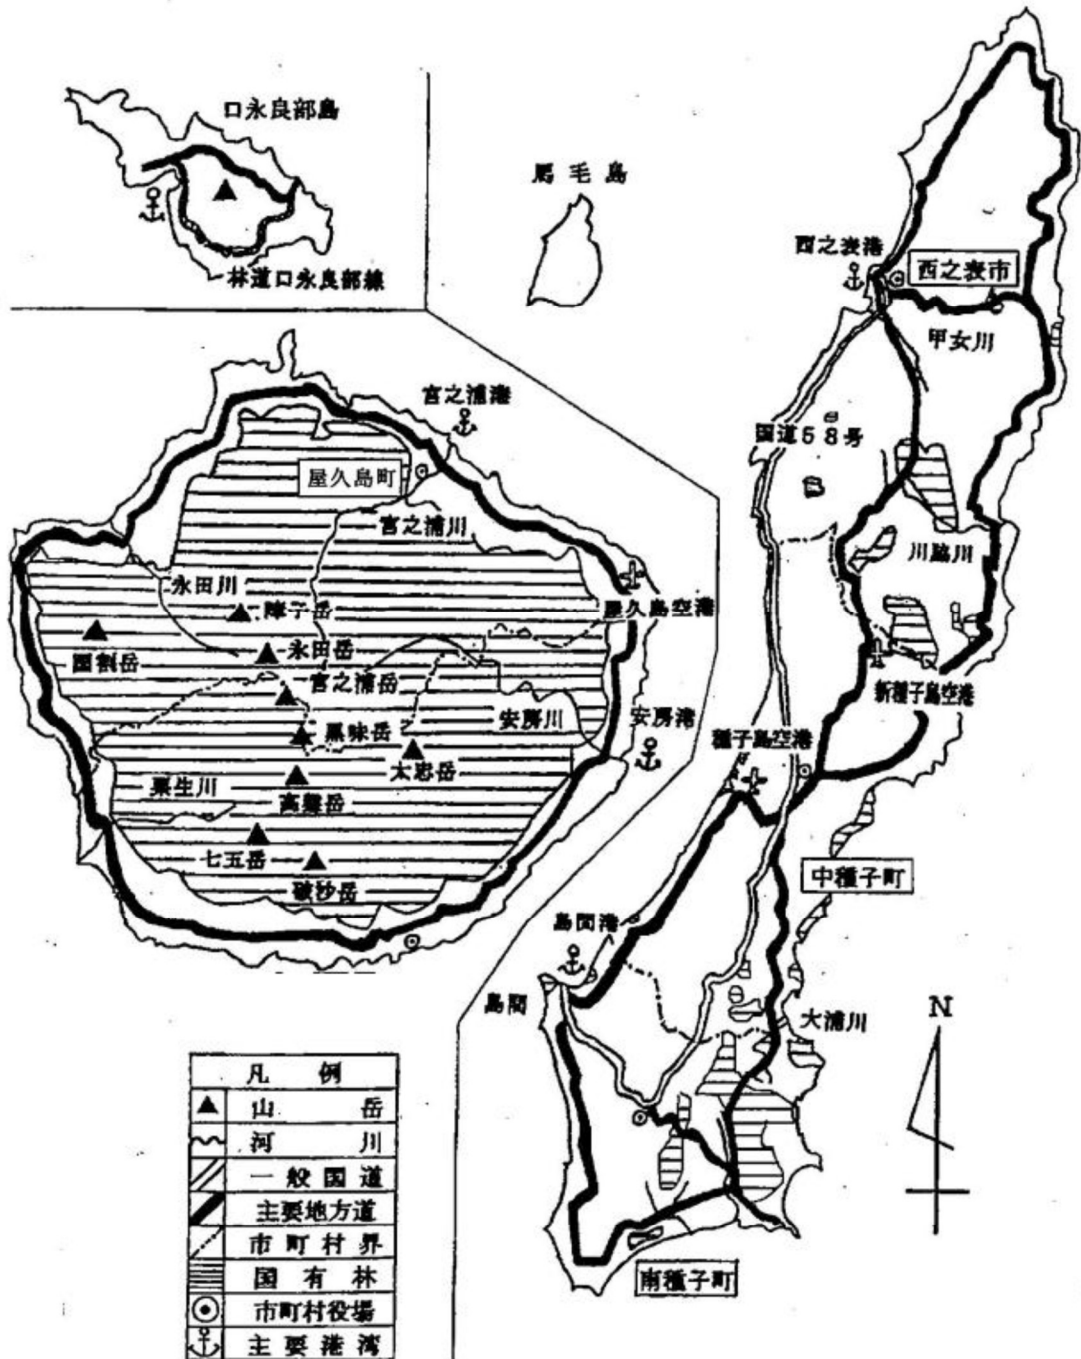 口永良部島
林道口永良部線
馬毛島
西之表港
西之表市
甲女川
国道58号
川脇川
新種子島空港
種子島空港
中種子町
島間港
島間
大浦川
南種子町
N
宮之浦港
屋久島町
宮之浦川
永田川
障子岳
屋久島空港
永田岳
国割岳
宮之浦岳
黒味岳
安房川
安房港
太忠岳
栗生川
高盤岳
七五岳
破沙岳
凡例
山岳
河川
一般国道
主要地方道
市町村界
国有林
市町村役場
主要港湾